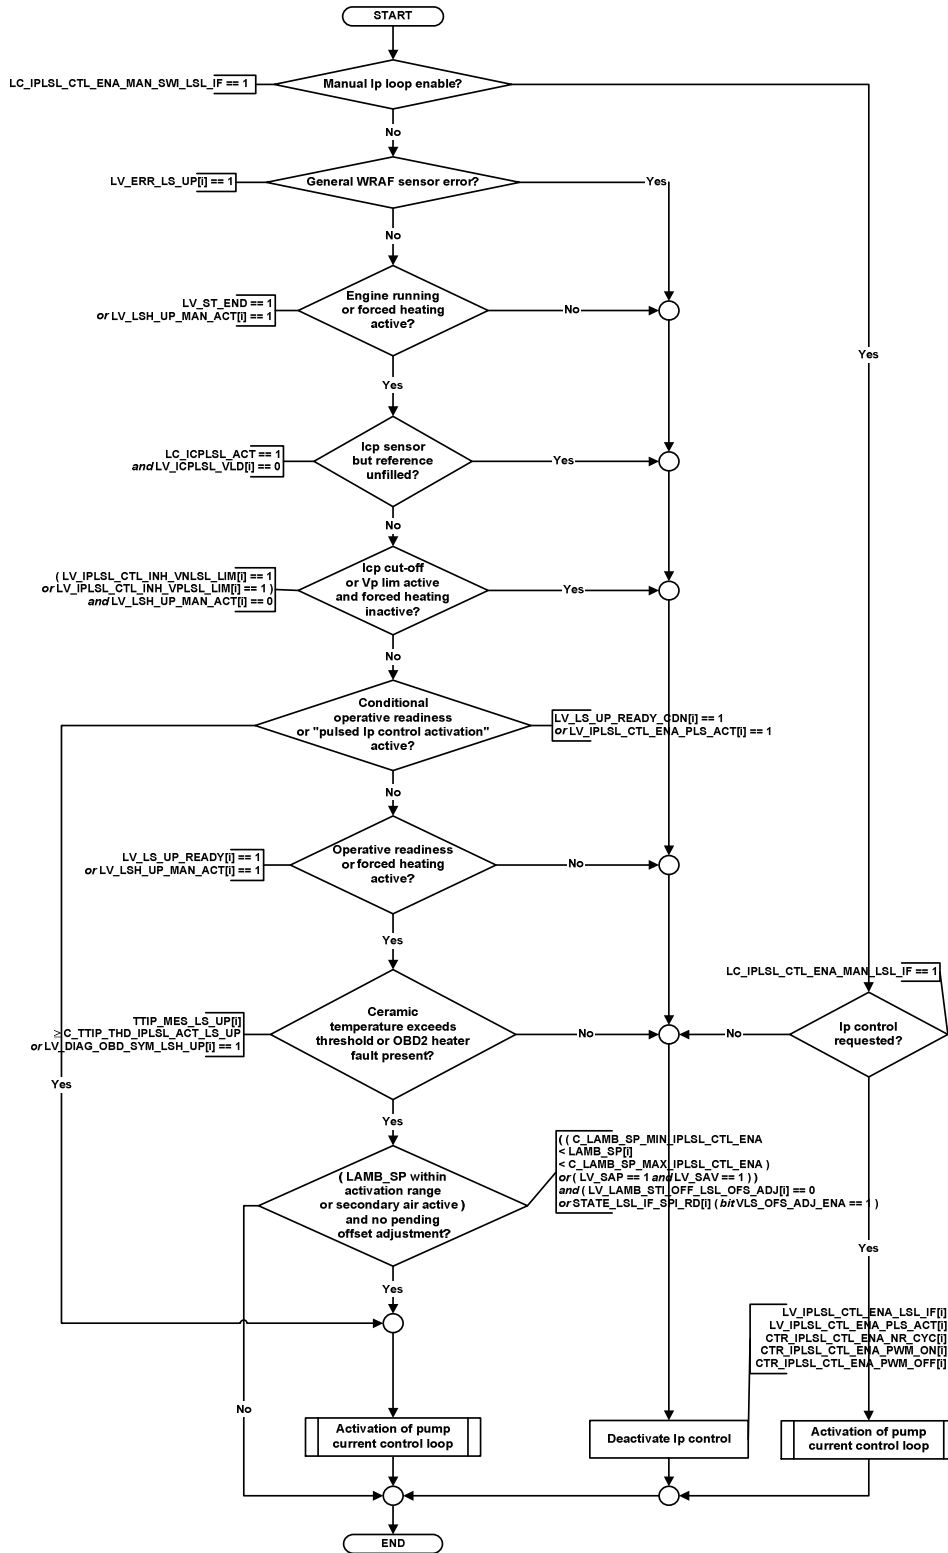 START
LC_IPLSL_CTL_ENA_MAN_SWI_LSL_IF == 1
Manual Ip loop enable?
No
LV_ERR_LS_UP[i] == 1
General WRAF sensor error?
Yes
No
LV_ST_END == 1
or LV_LSH_UP_MAN_ACT[i] == 1
Engine running
or forced heating
active?
No
Yes
Yes
LC_ICPLSL_ACT == 1
and LV_ICPLSL_VLD[i] == 0
Icp sensor
but reference
unfilled?
Yes
No
( LV_IPLSL_CTL_INH_VNLSL_LIM[i] == 1
or LV_IPLSL_CTL_INH_VPLSL_LIM[i] == 1 )
and LV_LSH_UP_MAN_ACT[i] == 0
Icp cut-off
or Vp lim active
and forced heating
inactive?
Yes
No
Conditional
operative readiness
or "pulsed Ip control activation"
active?
LV_LS_UP_READY_CDN[i] == 1
or LV_IPLSL_CTL_ENA_PLS_ACT[i] == 1
No
LV_LS_UP_READY[i] == 1
or LV_LSH_UP_MAN_ACT[i] == 1
Operative readiness
or forced heating
active?
No
Yes
LC_IPLSL_CTL_ENA_MAN_LSL_IF == 1
TTIP_MES_LS_UP[i]
≥ C_TTIP_THD_IPLSL_ACT_LS_UP
or LV_DIAG_OBD_SYM_LSH_UP[i] == 1
Ceramic
temperature exceeds
threshold or OBD2 heater
fault present?
No
No
Ip control
requested?
Yes
Yes
( LAMB_SP within
activation range
or secondary air active )
and no pending
offset adjustment?
( ( C_LAMB_SP_MIN_IPLSL_CTL_ENA
< LAMB_SP[i]
< C_LAMB_SP_MAX_IPLSL_CTL_ENA )
or ( LV_SAP == 1 and LV_SAV == 1 ) )
and ( LV_LAMB_STI_OFF_LSL_OFS_ADJ[i] == 0
or STATE_LSL_IF_SPI_RD[i] ( bit VLS_OFS_ADJ_ENA == 1 )
Yes
Yes
LV_IPLSL_CTL_ENA_LSL_IF[i]
LV_IPLSL_CTL_ENA_PLS_ACT[i]
CTR_IPLSL_CTL_ENA_NR_CYC[i]
CTR_IPLSL_CTL_ENA_PWM_ON[i]
CTR_IPLSL_CTL_ENA_PWM_OFF[i]
No
Activation of pump
current control loop
Deactivate Ip control
Activation of pump
current control loop
END